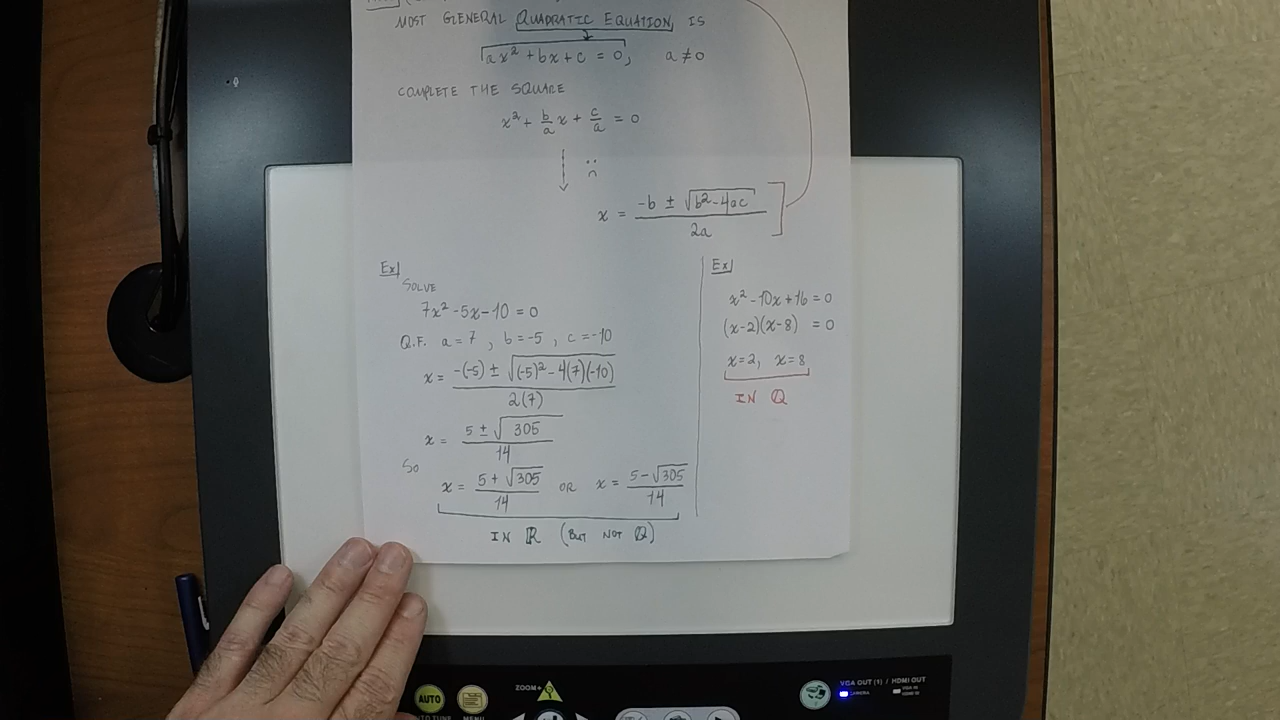 MOST GENERAL QUADRATIC EQUATION IS
ax² + bx + c = 0, a ≠ 0
COMPLETE THE SQUARE
x² + b/a x + c/a = 0
x = (-b ± √(b²-4ac))/2a
Ex/
SOLVE
7x² - 5x - 10 = 0
Q.F. a = 7, b = -5, c = -10
x = (-(-5) ± √((-5)² - 4(7)(-10)))/2(7)
x = (5 ± √305)/14
SO
x = (5 + √305)/14 OR x = (5 - √305)/14
IN ℝ (BUT NOT ℚ)
Ex/
x² - 10x + 16 = 0
(x-2)(x-8) = 0
x=2, x=8
IN ℚ
AUTO
MENU
ZOOM+
VGA OUT (1) / HDMI OUT
CAMERA